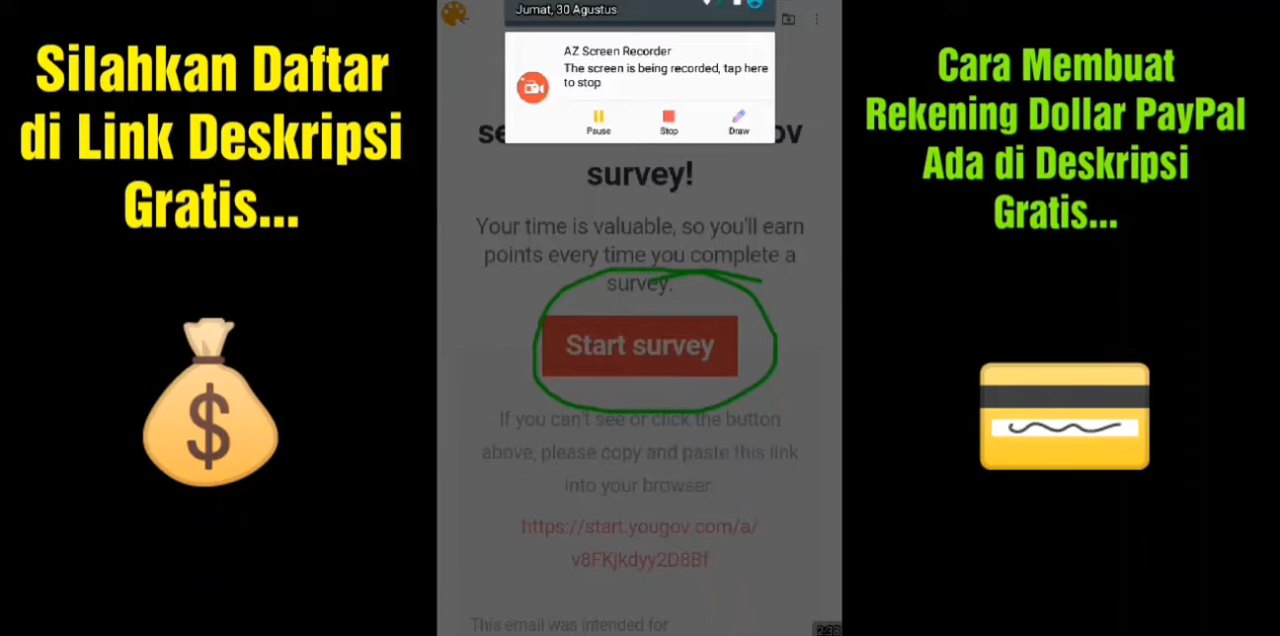 Silahkan Daftar
di Link Deskripsi
Gratis...
Jumat, 30 Agustus
AZ Screen Recorder
The screen is being recorded, tap here
to stop
Pause
Stop
Draw
survey!
Your time is valuable, so you'll earn
points every time you complete a
survey.
Start survey
If you can't see or click the button
above, please copy and paste this link
into your browser:
https://start.yougov.com/a/
v8FKjkdyy2D8Bf
This email was intended for
Cara Membuat
Rekening Dollar PayPal
Ada di Deskripsi
Gratis...
$